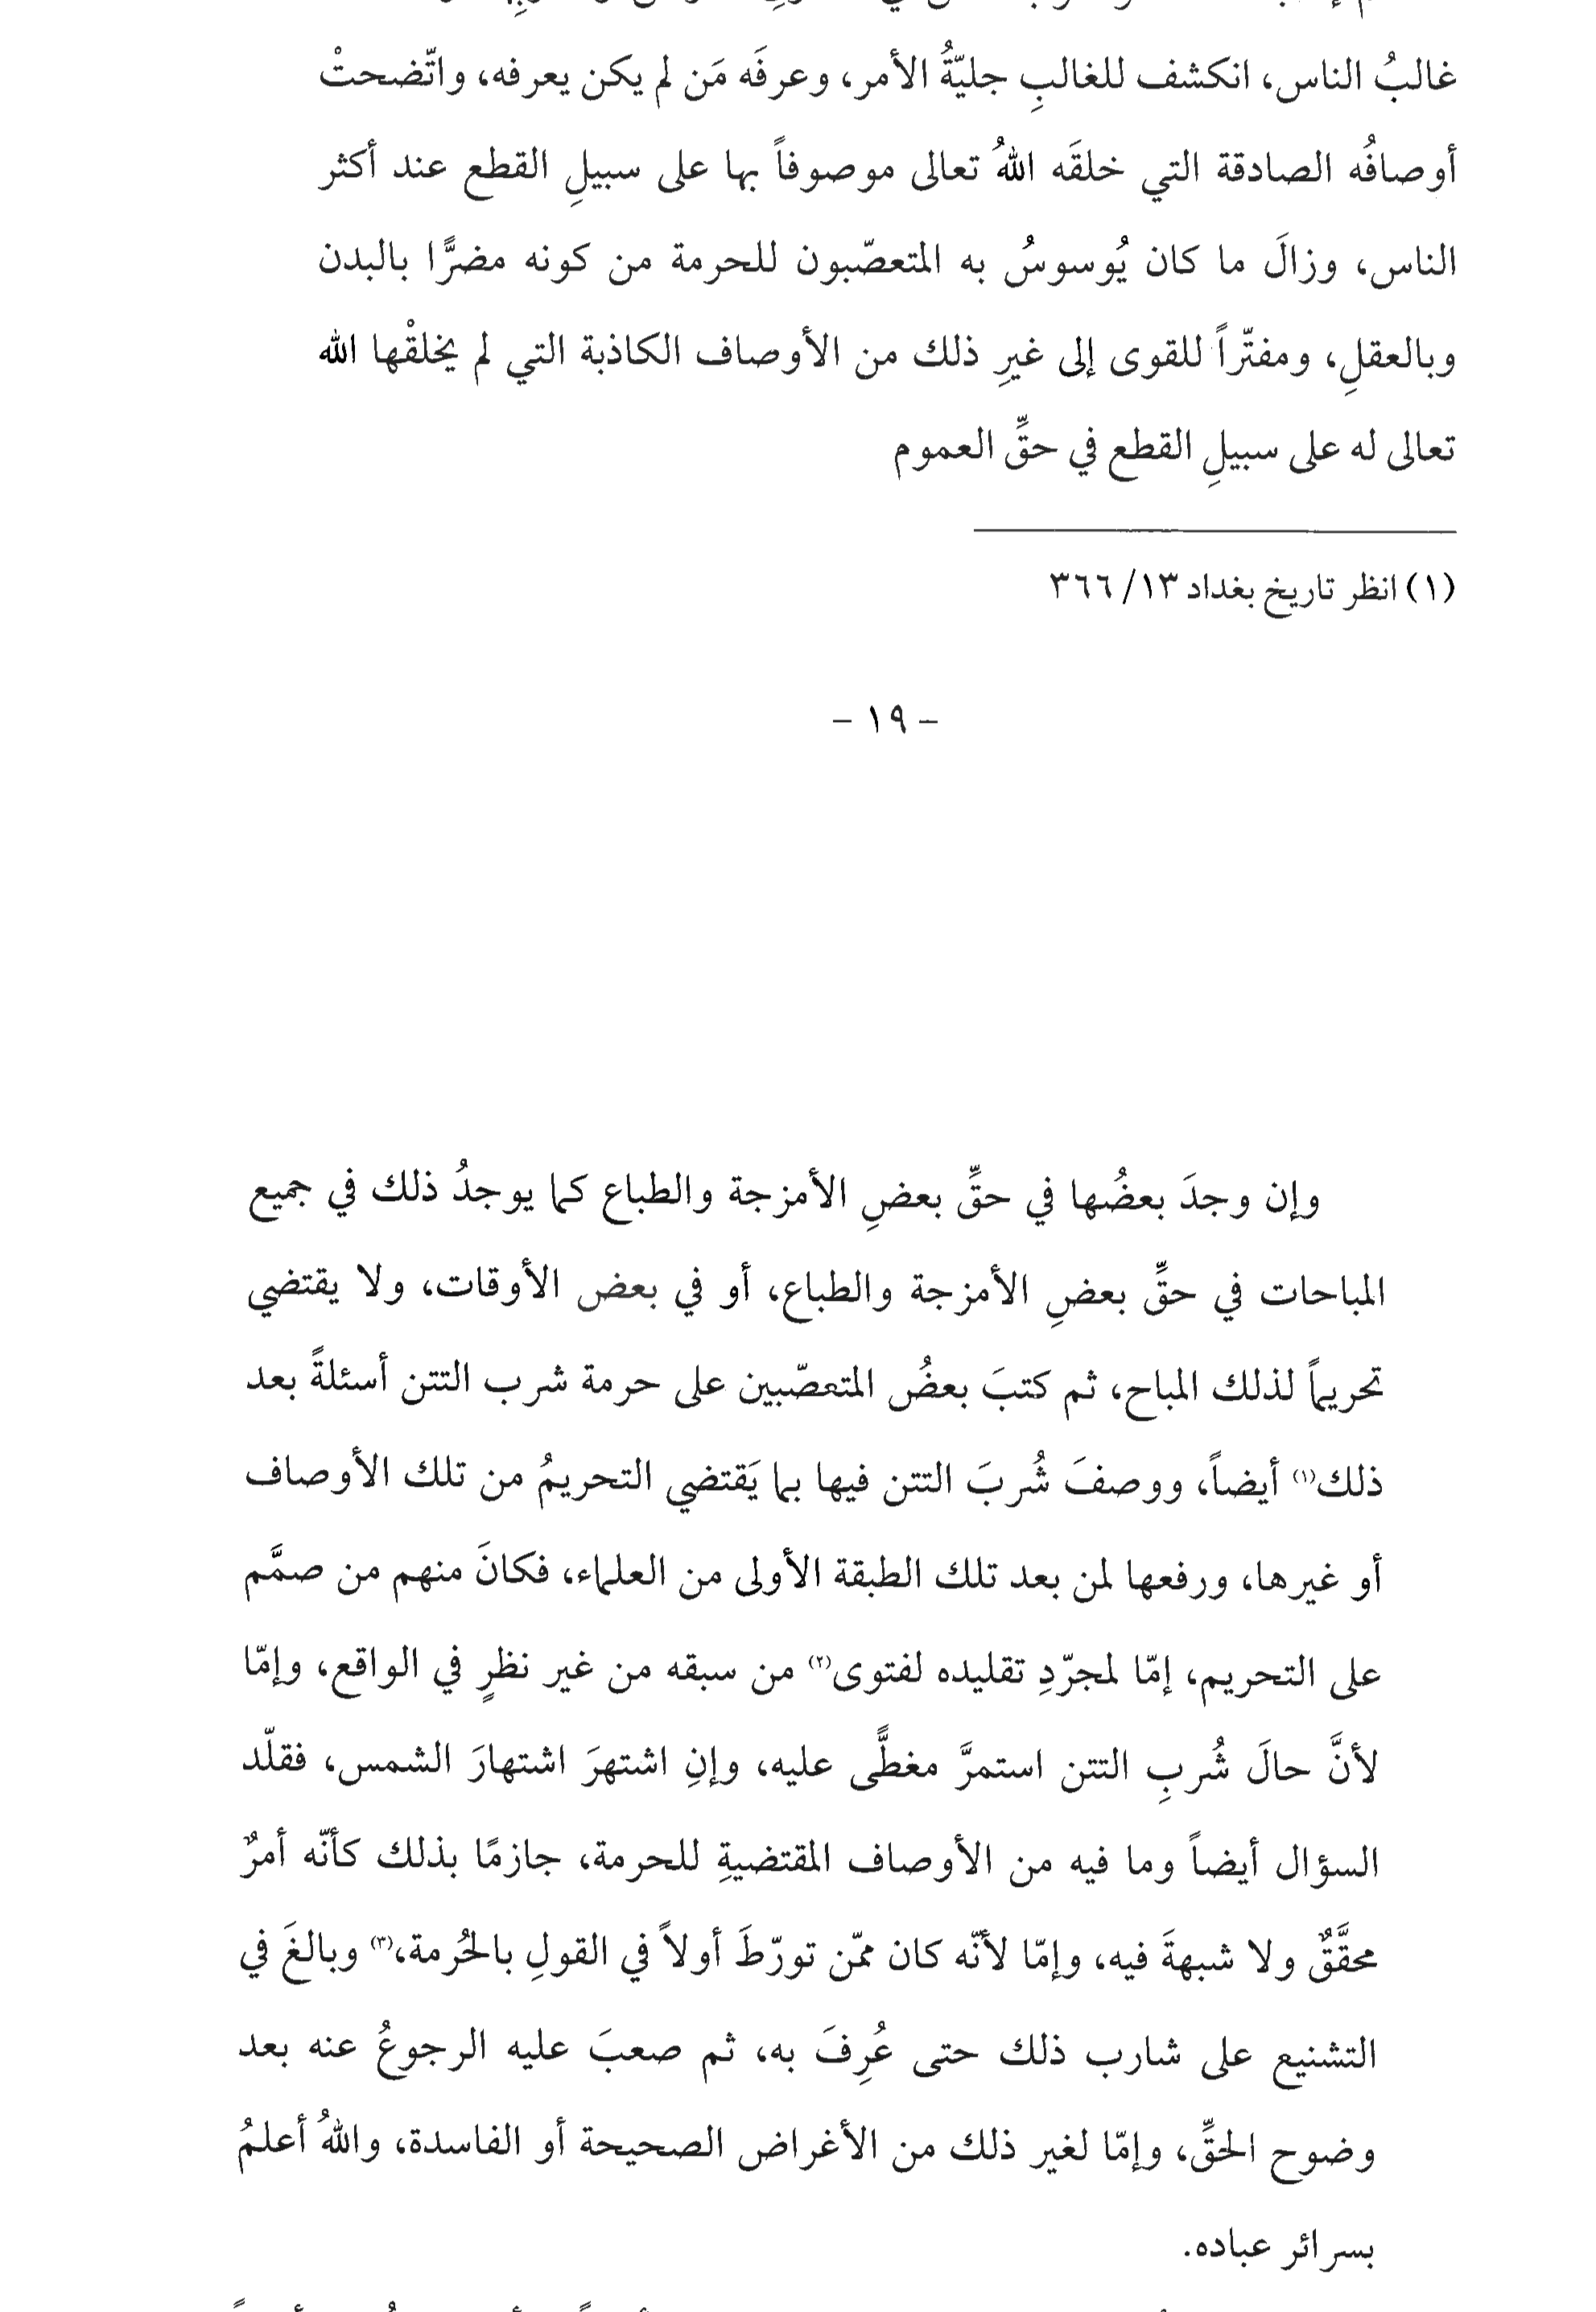 غالبُ الناس، انكشف للغالبِ جليّةُ الأمر، وعرفَه مَن لم يكن يعرفه، واتّضحتْ
أوصافُه الصادقة التي خلقَه اللهُ تعالى موصوفاً بها على سبيلِ القطع عند أكثر
الناس، وزالَ ما كان يُوسوسُ به المتعصّبون للحرمة من كونه مضرًّا بالبدن
وبالعقلِ، ومفتّراً للقوى إلى غيرِ ذلك من الأوصاف الكاذبة التي لم يخلقْها الله
تعالى له على سبيلِ القطع في حقِّ العموم
(١) انظر تاريخ بغداد ١٣/ ٣٦٦
- ١٩ -
وإن وجدَ بعضُها في حقِّ بعضِ الأمزجة والطباع كما يوجدُ ذلك في جميع
المباحات في حقِّ بعضِ الأمزجة والطباع، أو في بعض الأوقات، ولا يقتضي
تحريماً لذلك المباح، ثم كتبَ بعضُ المتعصّبين على حرمة شرب التتن أسئلةً بعد
ذلك(١) أيضاً، ووصفَ شُربَ التتن فيها بما يَقتضي التحريمُ من تلك الأوصاف
أو غيرها، ورفعها لمن بعد تلك الطبقة الأولى من العلماء، فكانَ منهم من صمَّم
على التحريم، إمّا لمجرّدِ تقليده لفتوى(٢) من سبقه من غير نظرٍ في الواقع، وإمّا
لأنَّ حالَ شُربِ التتن استمرَّ مغطًّى عليه، وإنِ اشتهرَ اشتهارَ الشمس، فقلّد
السؤال أيضاً وما فيه من الأوصاف المقتضيةِ للحرمة، جازمًا بذلك كأنّه أمرٌ
محقَّقٌ ولا شبهةَ فيه، وإمّا لأنّه كان ممّن تورّطَ أولاً في القولِ بالحُرمة،(٣) وبالغَ في
التشنيع على شارب ذلك حتى عُرِفَ به، ثم صعبَ عليه الرجوعُ عنه بعد
وضوح الحقِّ، وإمّا لغير ذلك من الأغراض الصحيحة أو الفاسدة، واللهُ أعلمُ
بسرائر عباده.